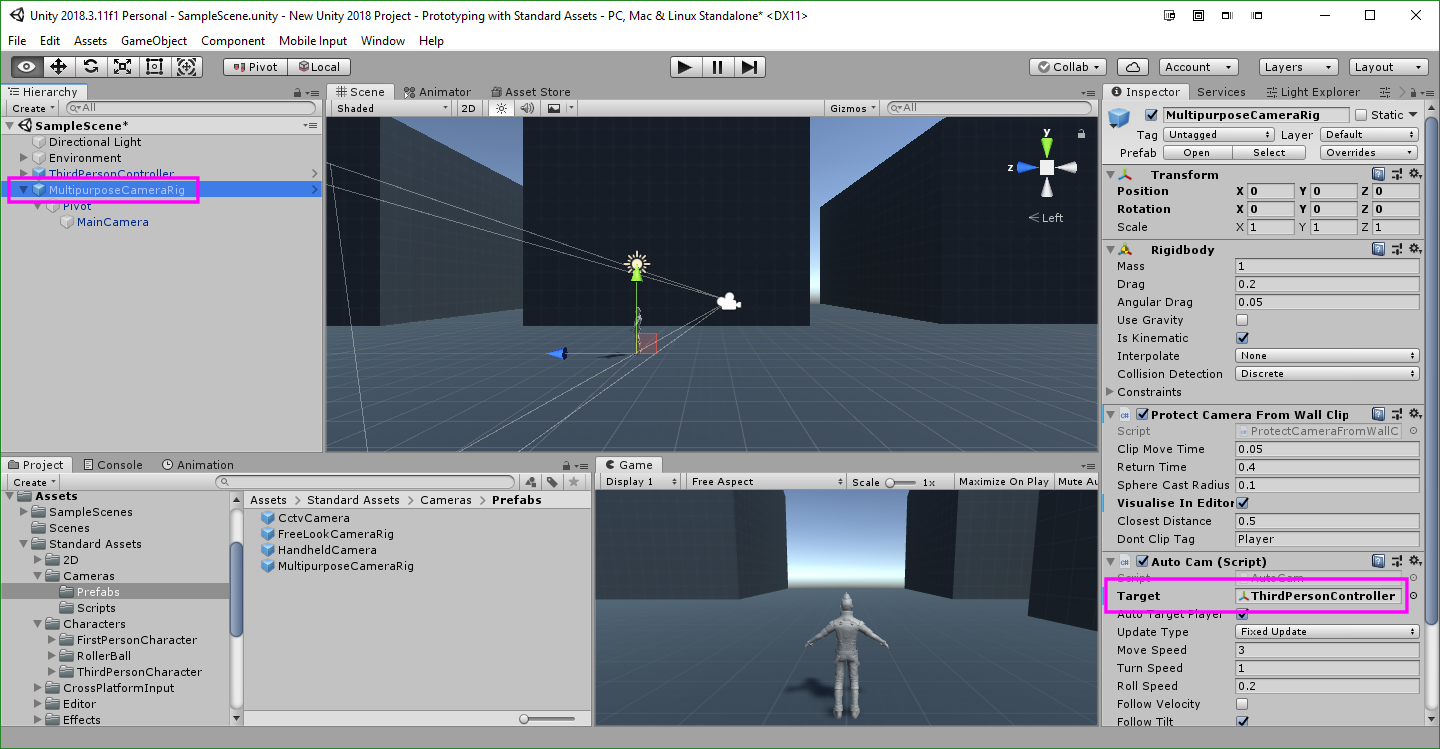 Unity 2018.3.11f1 Personal - SampleScene.unity - New Unity 2018 Project - Prototyping with Standard Assets - PC, Mac & Linux Standalone* <DX11>
File Edit Assets GameObject Component Mobile Input Window Help
Pivot Local Collab Account Layers Layout
Hierarchy
Create All
SampleScene*
Directional Light
Environment
ThirdPersonController
MultipurposeCameraRig
Pivot
MainCamera
Scene Animator Asset Store
Shaded 2D Gizmos All
y
z
Left
Inspector Services Light Explorer
MultipurposeCameraRig Static
Tag Untagged Layer Default
Prefab Open Select Overrides
Transform
Position X 0 Y 0 Z 0
Rotation X 0 Y 0 Z 0
Scale X 1 Y 1 Z 1
Rigidbody
Mass 1
Drag 0.2
Angular Drag 0.05
Use Gravity
Is Kinematic
Interpolate None
Collision Detection Discrete
Constraints
Protect Camera From Wall Clip
Script ProtectCameraFromWallC
Clip Move Time 0.05
Return Time 0.4
Sphere Cast Radius 0.1
Visualise In Editor
Closest Distance 0.5
Dont Clip Tag Player
Auto Cam (Script)
Script AutoCam
Target ThirdPersonController
Auto Target Player
Update Type Fixed Update
Move Speed 3
Turn Speed 1
Roll Speed 0.2
Follow Velocity
Follow Tilt
Project Console Animation
Create
Assets
SampleScenes
Scenes
Standard Assets
2D
Cameras
Prefabs
Scripts
Characters
FirstPersonCharacter
RollerBall
ThirdPersonCharacter
CrossPlatformInput
Editor
Effects
Assets > Standard Assets > Cameras > Prefabs
CctvCamera
FreeLookCameraRig
HandheldCamera
MultipurposeCameraRig
Game
Display 1 Free Aspect Scale 1x Maximize On Play Mute Au